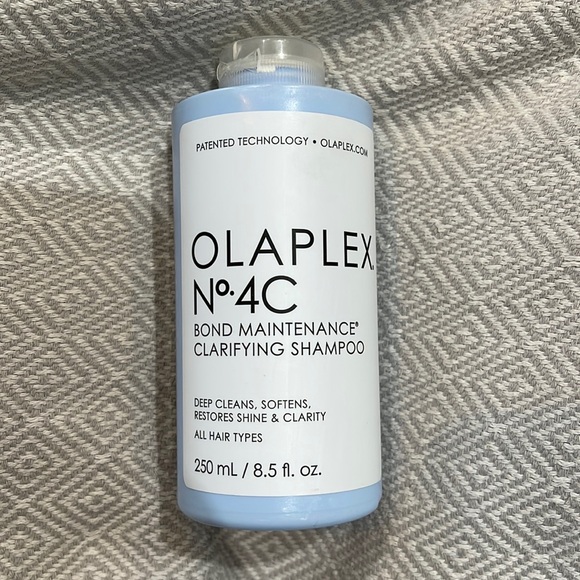 PATENTED TECHNOLOGY • OLAPLEX.COM
OLAPLEX.
Nº.4C
BOND MAINTENANCE®
CLARIFYING SHAMPOO
DEEP CLEANS, SOFTENS,
RESTORES SHINE & CLARITY
ALL HAIR TYPES
250 mL / 8.5 fl. oz.